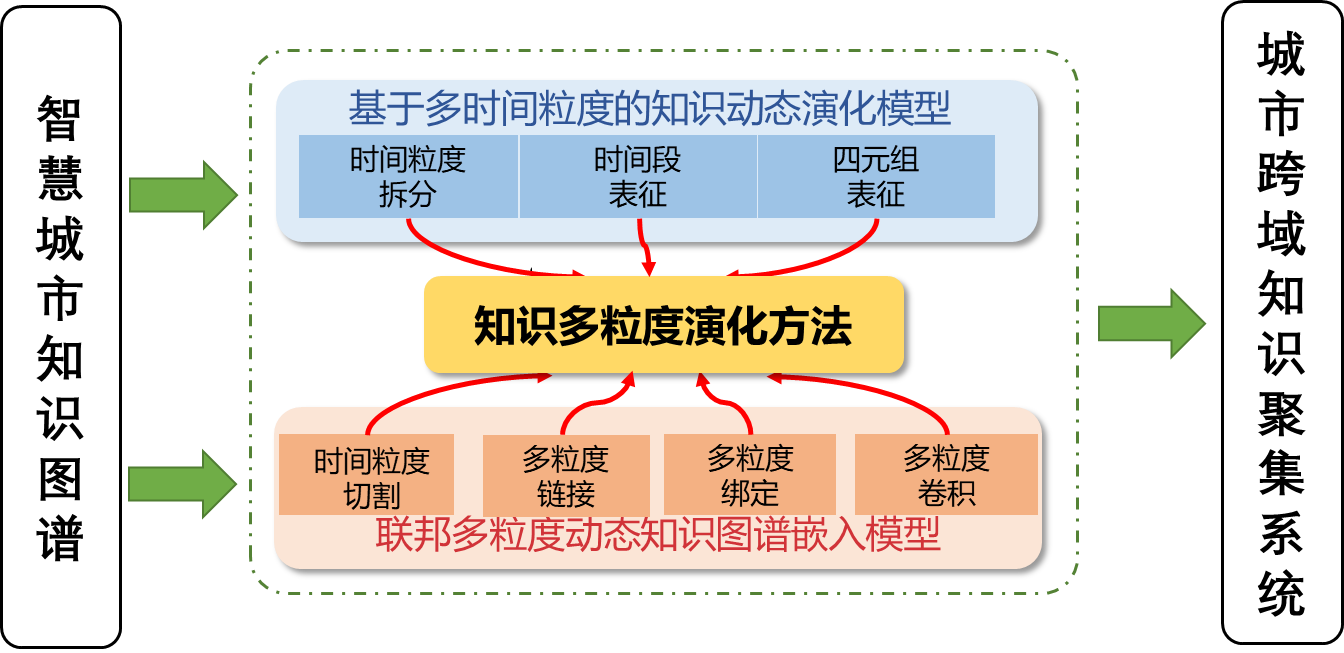 智慧城市知识图谱
基于多时间粒度的知识动态演化模型
时间粒度
拆分
时间段
表征
四元组
表征
知识多粒度演化方法
时间粒度
切割
多粒度
链接
多粒度
绑定
多粒度
卷积
联邦多粒度动态知识图谱嵌入模型
城市跨域知识聚集系统